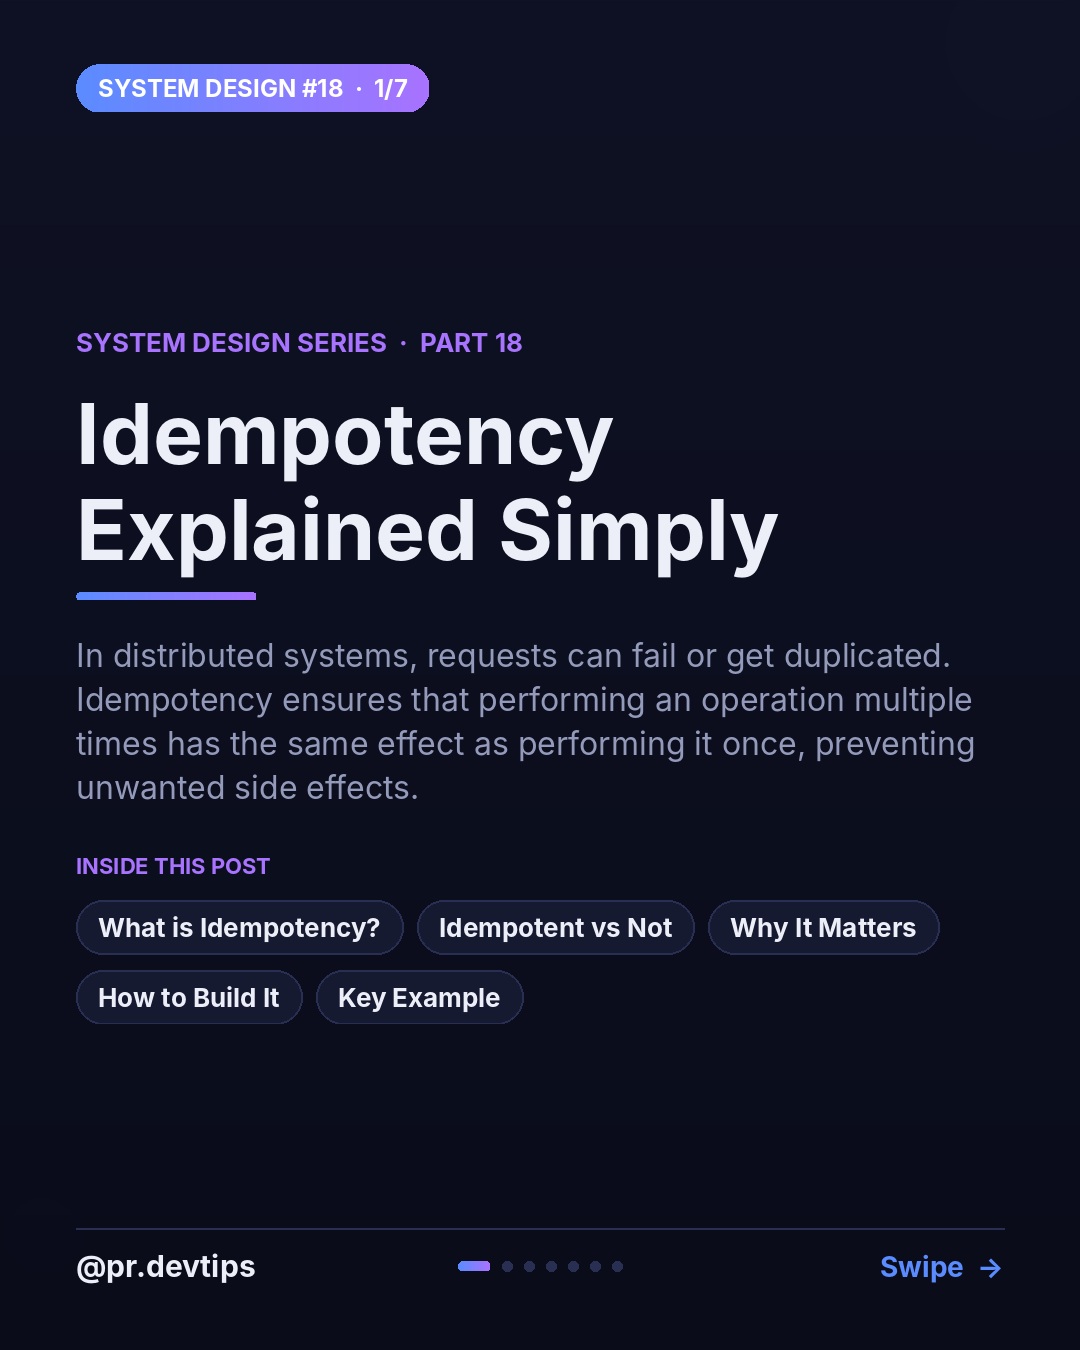 SYSTEM DESIGN #18 · 1/7
SYSTEM DESIGN SERIES · PART 18
Idempotency
Explained Simply
In distributed systems, requests can fail or get duplicated.
Idempotency ensures that performing an operation multiple
times has the same effect as performing it once, preventing
unwanted side effects.
INSIDE THIS POST
What is Idempotency? Idempotent vs Not Why It Matters
How to Build It Key Example
@pr.devtips Swipe →